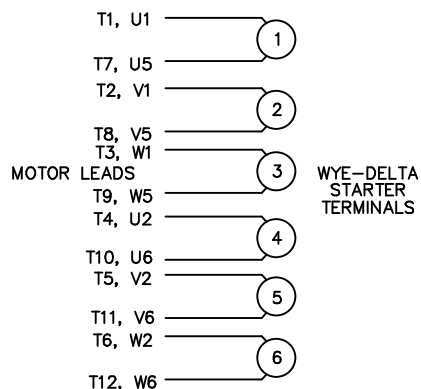 T1, U1
1
T7, U5
T2, V1
2
T8, V5
T3, W1
MOTOR LEADS
3
WYE-DELTA
STARTER
TERMINALS
T9, W5
T4, U2
4
T10, U6
T5, V2
5
T11, V6
T6, W2
6
T12, W6